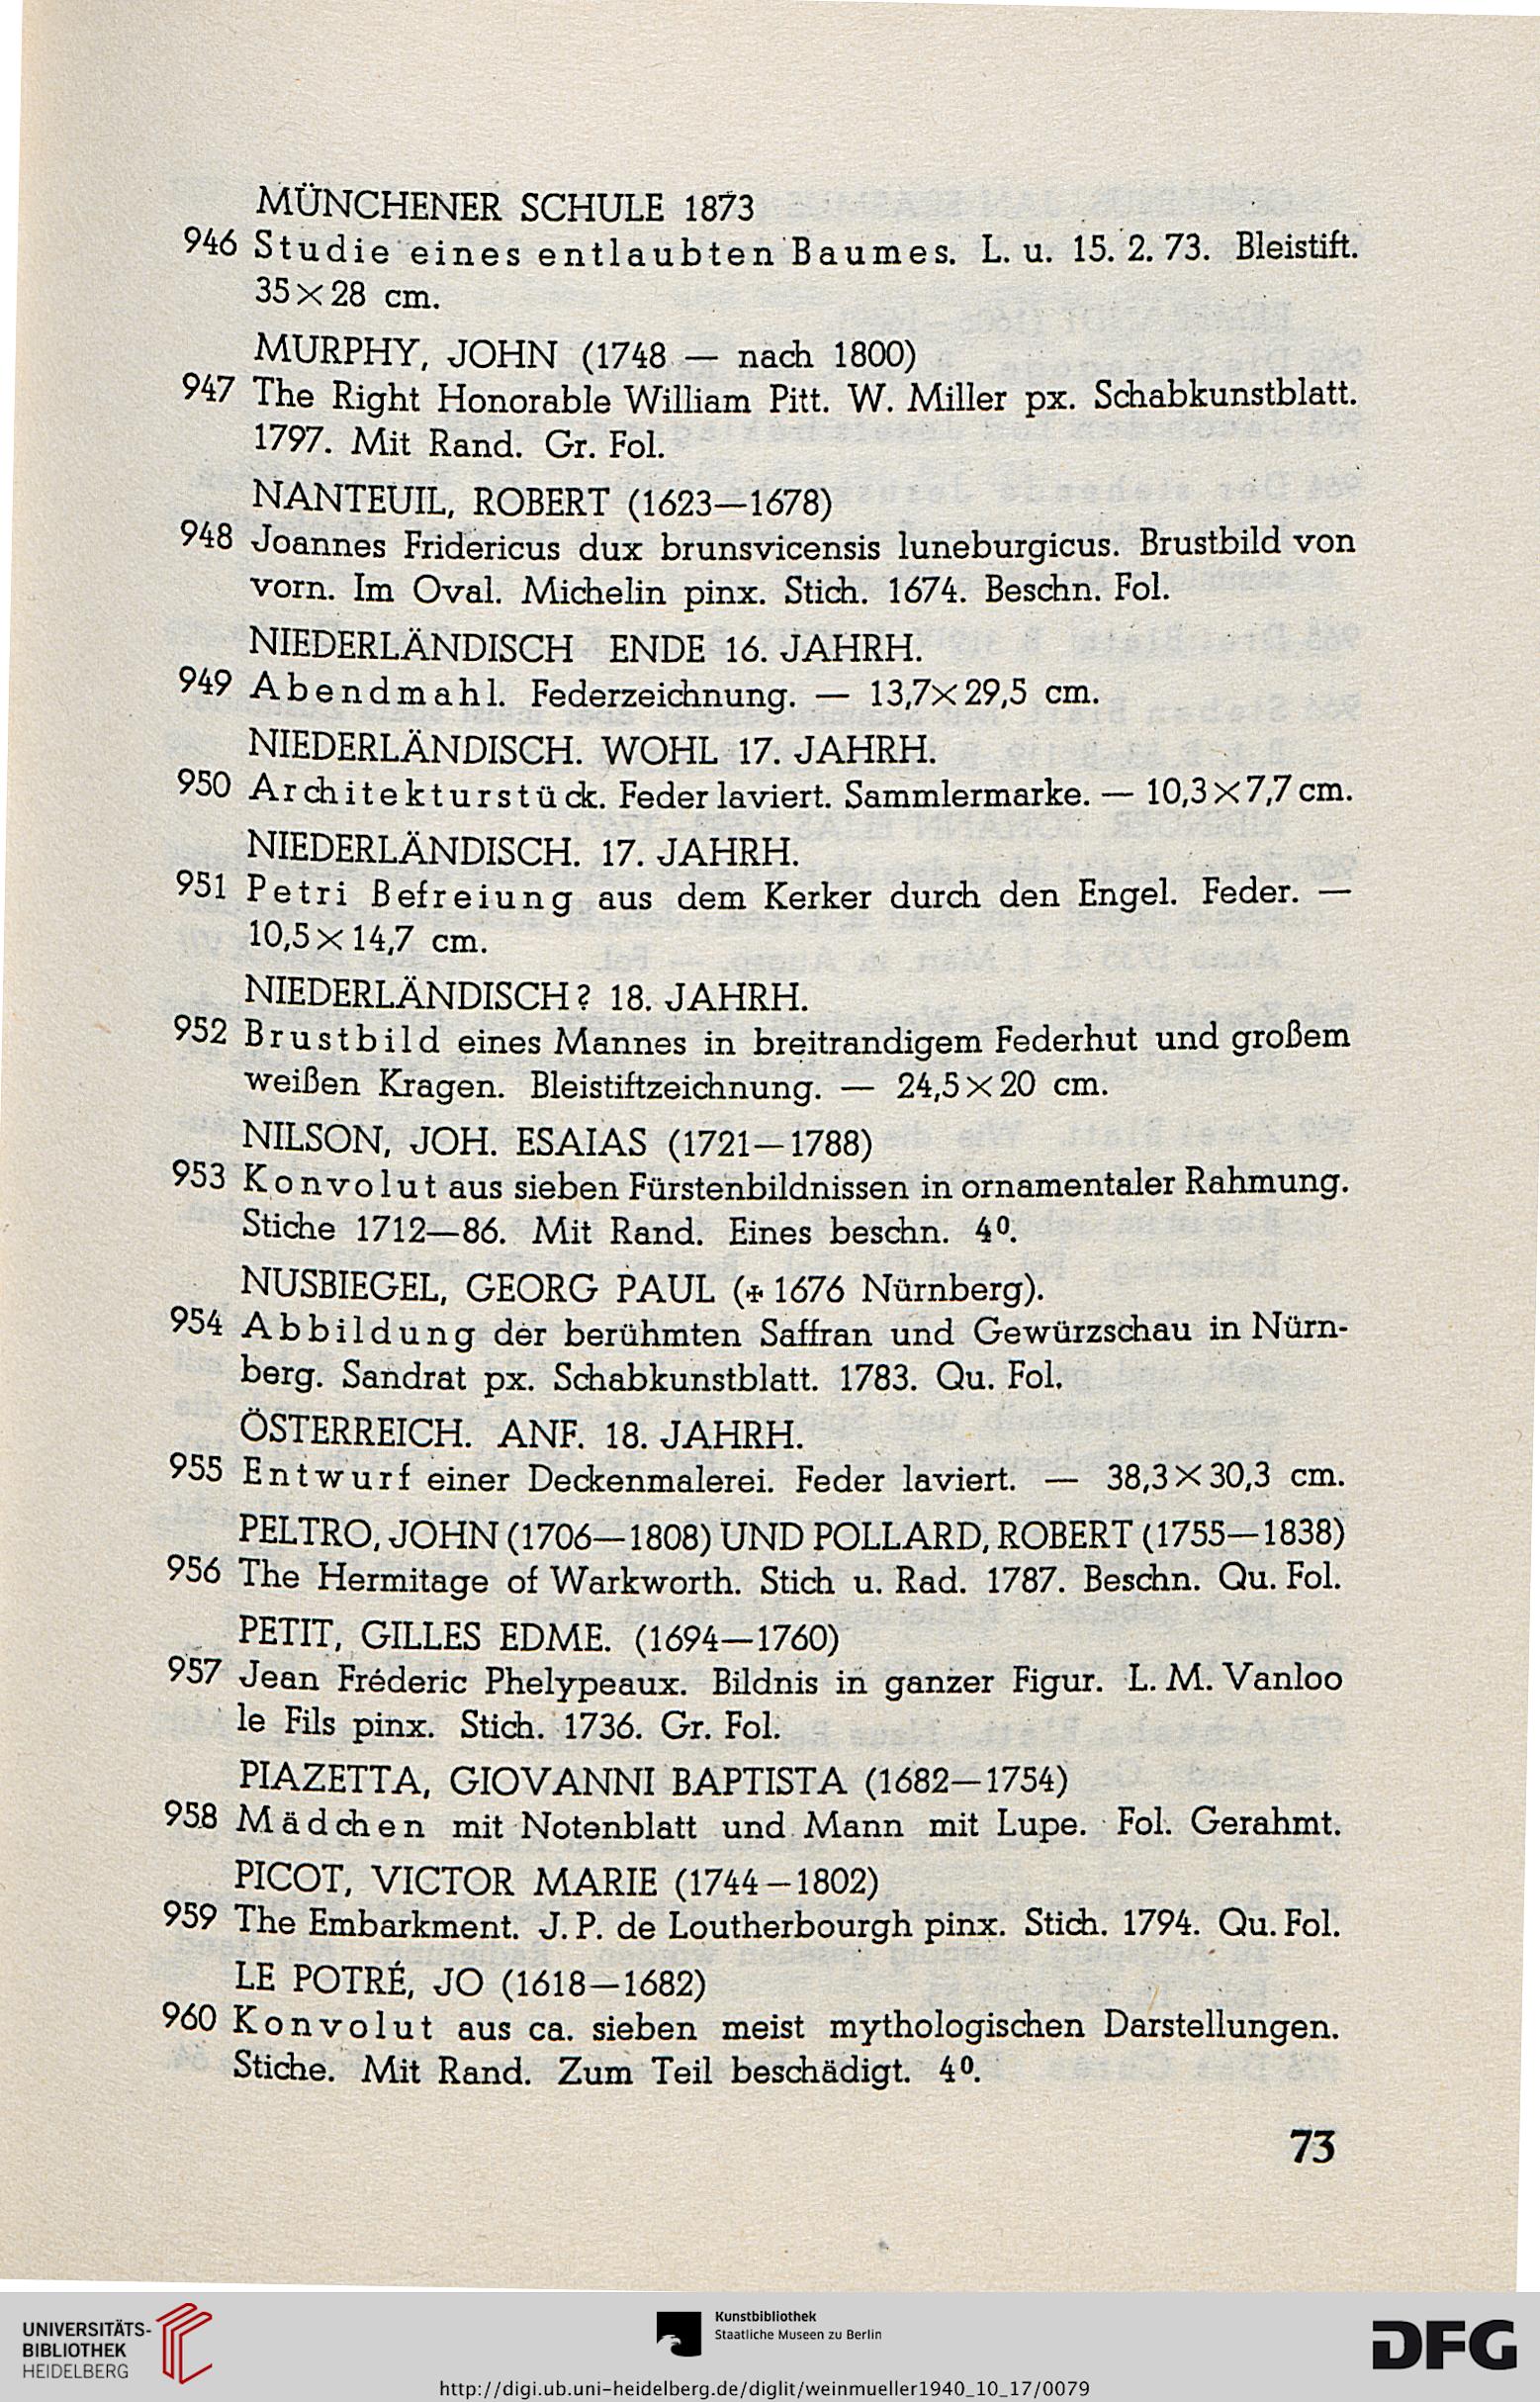 MÜNCHENER SCHULE 1873
946 Studie eines entlaubten Baumes. L. u. 15. 2. 73. Bleistift.
35×28 cm.
MURPHY, JOHN (1748 — nach 1800)
947 The Right Honorable William Pitt. W. Miller px. Schabkunstblatt.
1797. Mit Rand. Gr. Fol.
NANTEUIL, ROBERT (1623—1678)
948 Joannes Fridericus dux brunsvicensis luneburgicus. Brustbild von
vorn. Im Oval. Michelin pinx. Stich. 1674. Beschn. Fol.
NIEDERLÄNDISCH ENDE 16. JAHRH.
949 Abendmahl. Federzeichnung. — 13,7×29,5 cm.
NIEDERLÄNDISCH. WOHL 17. JAHRH.
950 Architekturstück. Feder laviert. Sammlermarke. — 10,3×7,7 cm.
NIEDERLÄNDISCH. 17. JAHRH.
951 Petri Befreiung aus dem Kerker durch den Engel. Feder. —
10,5×14,7 cm.
NIEDERLÄNDISCH? 18. JAHRH.
952 Brustbild eines Mannes in breitrandigem Federhut und großem
weißen Kragen. Bleistiftzeichnung. — 24,5×20 cm.
NILSON, JOH. ESAIAS (1721—1788)
953 Konvolut aus sieben Fürstenbildnissen in ornamentaler Rahmung.
Stiche 1712—86. Mit Rand. Eines beschn. 4⁰.
NUSBIEGEL, GEORG PAUL (✠ 1676 Nürnberg).
954 Abbildung der berühmten Saffran und Gewürzschau in Nürn-
berg. Sandrat px. Schabkunstblatt. 1783. Qu. Fol.
ÖSTERREICH. ANF. 18. JAHRH.
955 Entwurf einer Deckenmalerei. Feder laviert. — 38,3×30,3 cm.
PELTRO, JOHN (1706—1808) UND POLLARD, ROBERT (1755—1838)
956 The Hermitage of Warkworth. Stich u. Rad. 1787. Beschn. Qu. Fol.
PETIT, GILLES EDME. (1694—1760)
957 Jean Fréderic Phelypeaux. Bildnis in ganzer Figur. L. M. Vanloo
le Fils pinx. Stich. 1736. Gr. Fol.
PIAZETTA, GIOVANNI BAPTISTA (1682—1754)
958 Mädchen mit Notenblatt und Mann mit Lupe. Fol. Gerahmt.
PICOT, VICTOR MARIE (1744—1802)
959 The Embarkment. J. P. de Loutherbourgh pinx. Stich. 1794. Qu. Fol.
LE POTRÉ, JO (1618—1682)
960 Konvolut aus ca. sieben meist mythologischen Darstellungen.
Stiche. Mit Rand. Zum Teil beschädigt. 4⁰.
73
UNIVERSITÄTS-
BIBLIOTHEK
HEIDELBERG
Kunstbibliothek
Staatliche Museen zu Berlin
DFG
http://digi.ub.uni-heidelberg.de/diglit/weinmueller1940_10_17/0079